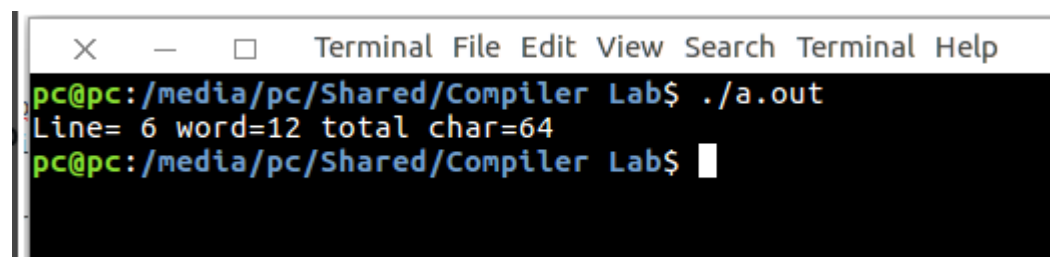 Terminal File Edit View Search Terminal Help
pc@pc:/media/pc/Shared/Compiler Lab$ ./a.out
Line= 6 word=12 total char=64
pc@pc:/media/pc/Shared/Compiler Lab$